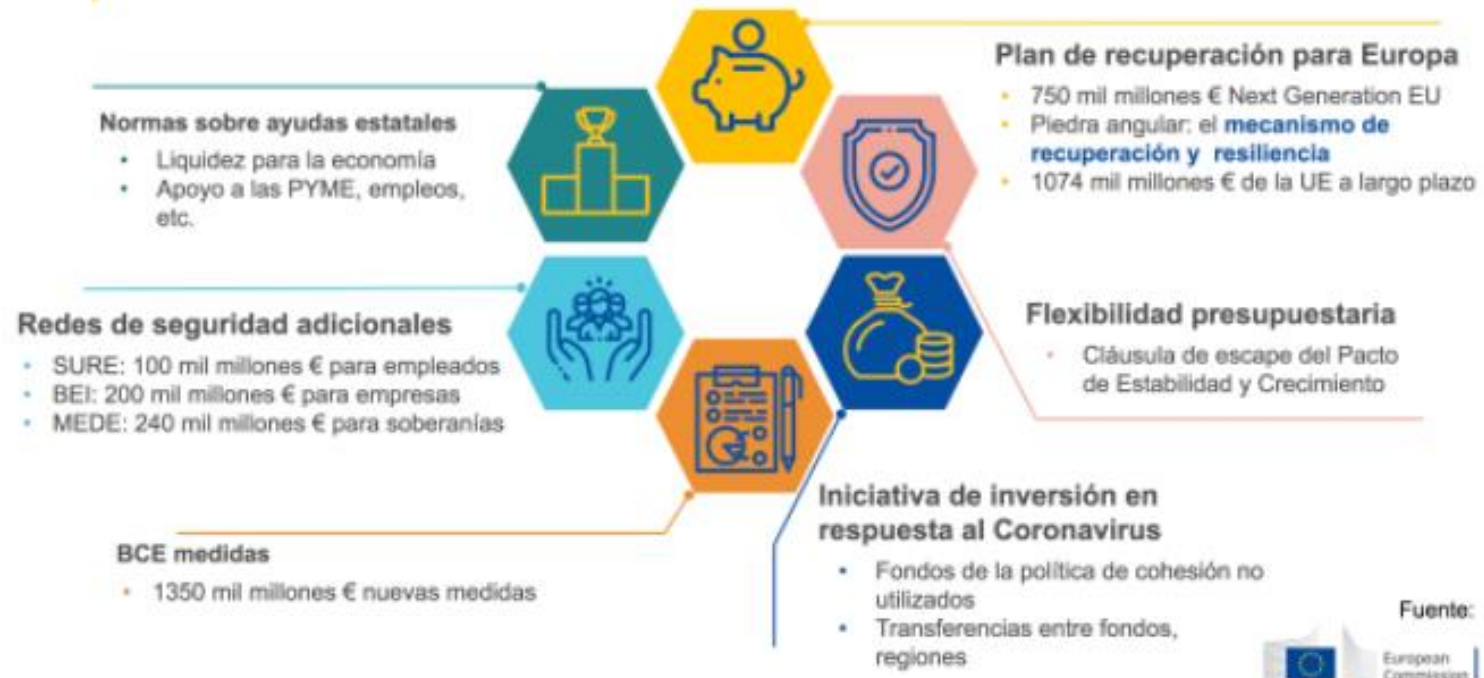 Plan de recuperación para Europa
• 750 mil millones € Next Generation EU
• Piedra angular: el mecanismo de
recuperación y resiliencia
• 1074 mil millones € de la UE a largo plazo
Normas sobre ayudas estatales
• Liquidez para la economía
• Apoyo a las PYME, empleos,
etc.
Flexibilidad presupuestaria
• Cláusula de escape del Pacto
de Estabilidad y Crecimiento
Redes de seguridad adicionales
• SURE: 100 mil millones € para empleados
• BEI: 200 mil millones € para empresas
• MEDE: 240 mil millones € para soberanías
Iniciativa de inversión en
respuesta al Coronavirus
• Fondos de la política de cohesión no
utilizados
• Transferencias entre fondos,
regiones
BCE medidas
• 1350 mil millones € nuevas medidas
Fuente:
European
Commission